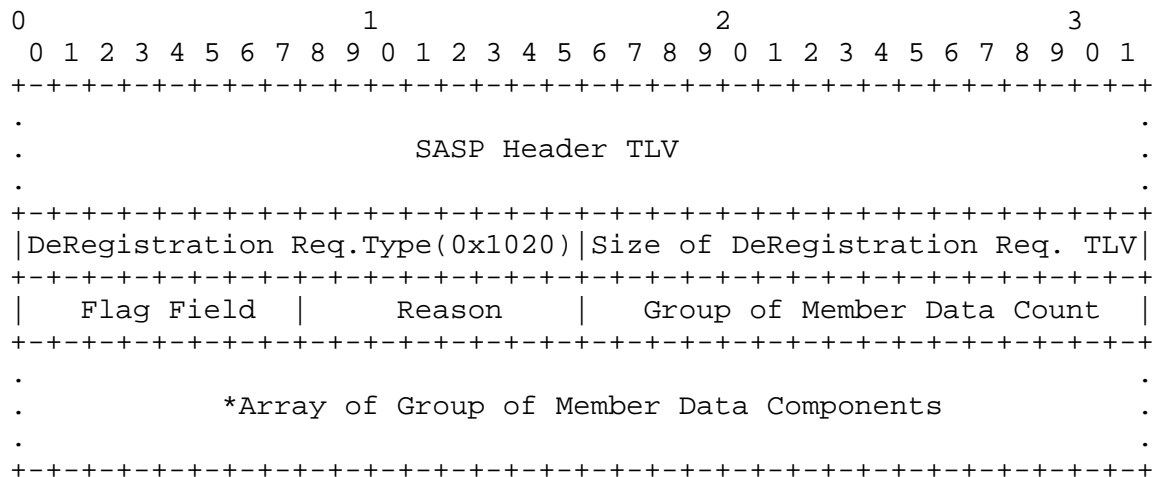 0                   1                   2                   3
 0 1 2 3 4 5 6 7 8 9 0 1 2 3 4 5 6 7 8 9 0 1 2 3 4 5 6 7 8 9 0 1
+-+-+-+-+-+-+-+-+-+-+-+-+-+-+-+-+-+-+-+-+-+-+-+-+-+-+-+-+-+-+-+-+
.                                                               .
.                      SASP Header TLV                          .
.                                                               .
+-+-+-+-+-+-+-+-+-+-+-+-+-+-+-+-+-+-+-+-+-+-+-+-+-+-+-+-+-+-+-+-+
|DeRegistration Req.Type(0x1020)|Size of DeRegistration Req. TLV|
+-+-+-+-+-+-+-+-+-+-+-+-+-+-+-+-+-+-+-+-+-+-+-+-+-+-+-+-+-+-+-+-+
|   Flag Field  |     Reason    |   Group of Member Data Count  |
+-+-+-+-+-+-+-+-+-+-+-+-+-+-+-+-+-+-+-+-+-+-+-+-+-+-+-+-+-+-+-+-+
.                                                               .
.           *Array of Group of Member Data Components           .
.                                                               .
+-+-+-+-+-+-+-+-+-+-+-+-+-+-+-+-+-+-+-+-+-+-+-+-+-+-+-+-+-+-+-+-+